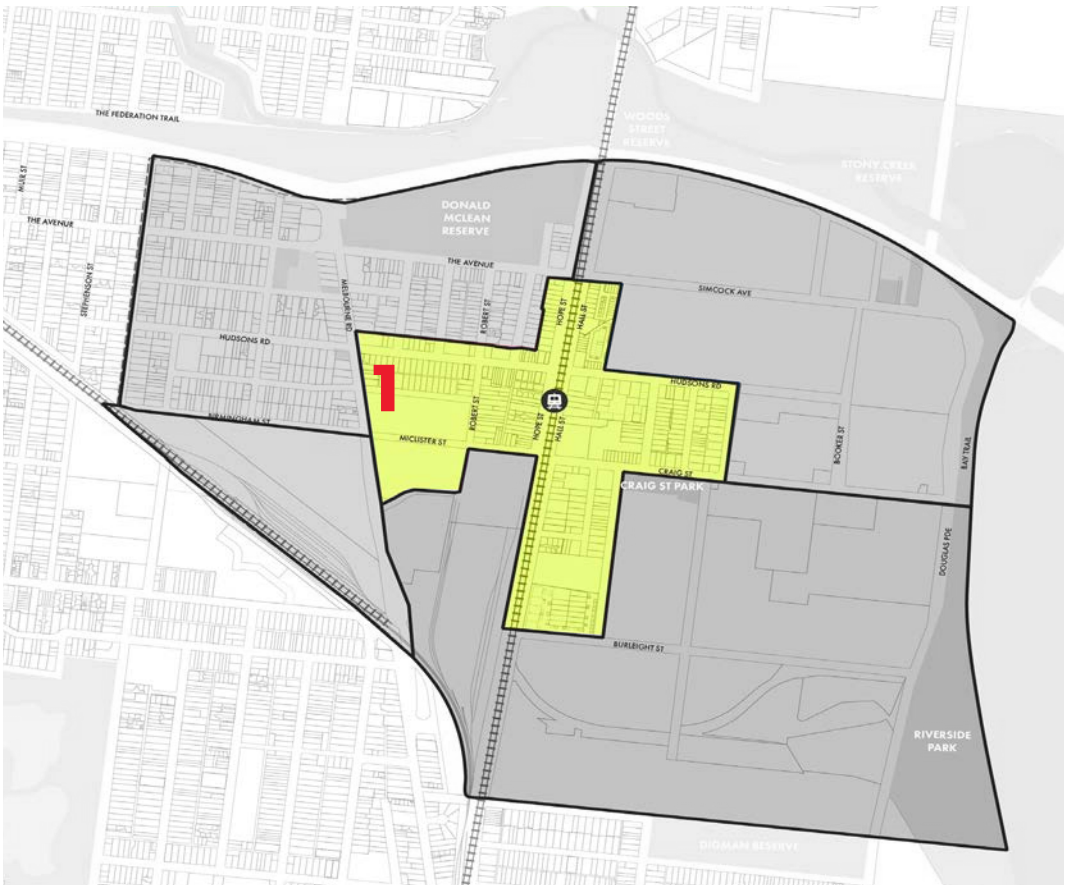 THE FEDERATION TRAIL
WOODS
STREET
RESERVE
STONY CREEK
RESERVE
MUIR ST
DONALD
MCLEAN
RESERVE
THE AVENUE
THE AVENUE
STEPHENSON ST
MELBOURNE RD
SIMCOCK AVE
ROBERT ST
HOPE ST
HALL ST
HUDSONS RD
1
HUDSONS RD
BIRMINGHAM ST
ROBERT ST
HOPE ST
HALL ST
MCLISTER ST
BOOKER ST
BAY TRAIL
CRAIG ST
CRAIG ST PARK
DOUGLAS PDE
BURLEIGHT ST
RIVERSIDE
PARK
DIGMAN RESERVE